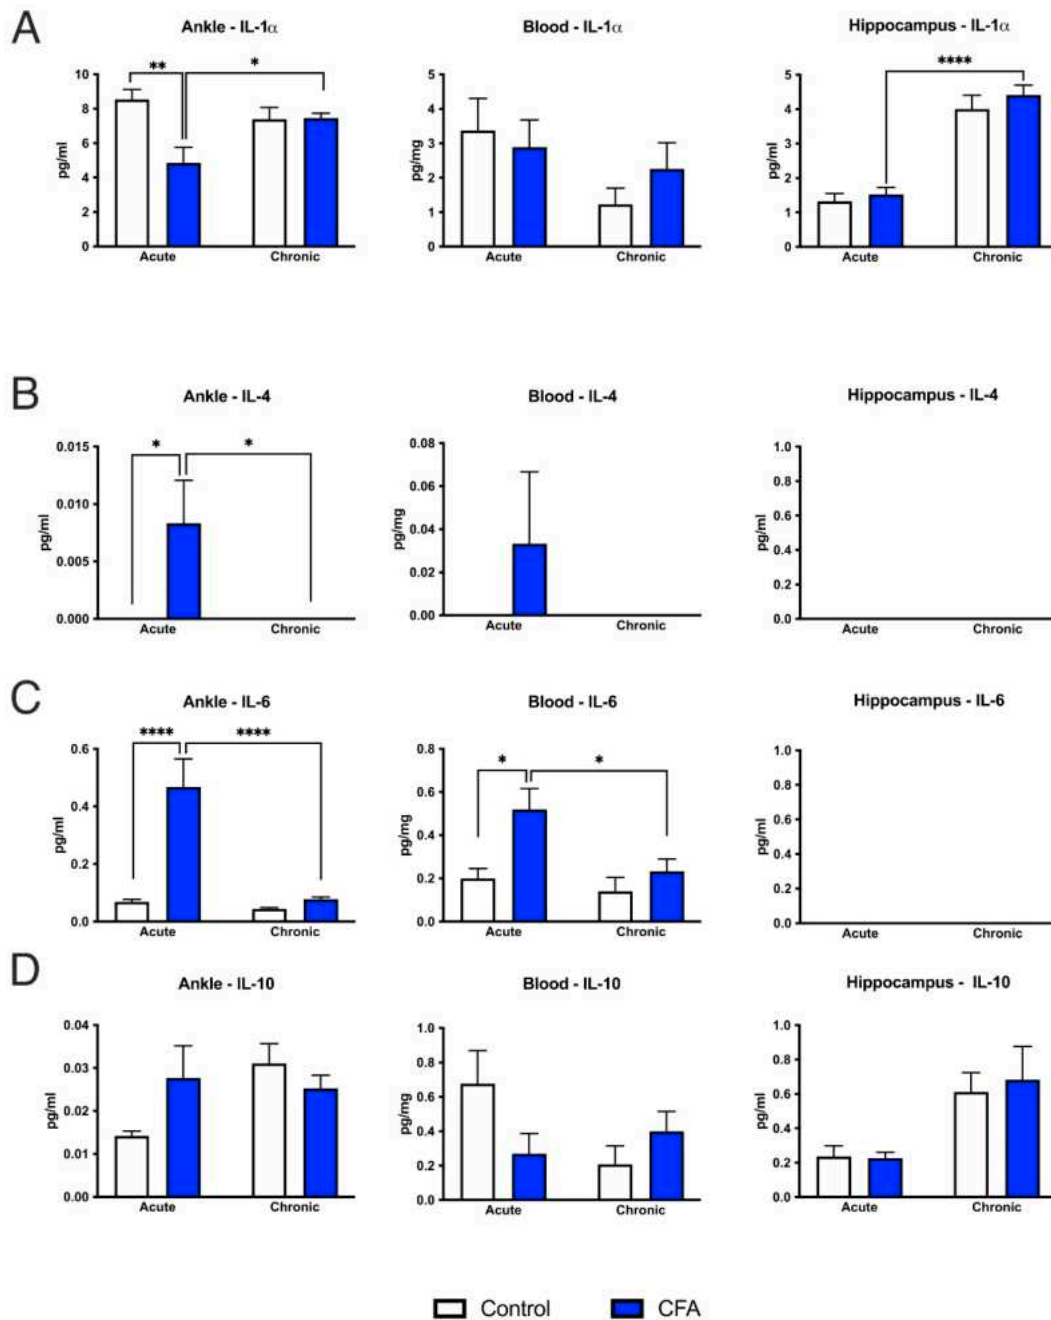 A
Ankle - IL-1α
Blood - IL-1α
Hippocampus - IL-1α
** *
****
10
8
6
4
2
0
pg/ml
Acute Chronic
5
4
3
2
1
0
pg/mg
Acute Chronic
5
4
3
2
1
0
pg/ml
Acute Chronic
B
Ankle - IL-4
Blood - IL-4
Hippocampus - IL-4
* *
0.015
0.010
0.005
0.000
pg/ml
Acute Chronic
0.08
0.06
0.04
0.02
0.00
pg/mg
Acute Chronic
1.0
0.8
0.6
0.4
0.2
0.0
pg/ml
Acute Chronic
C
Ankle - IL-6
Blood - IL-6
Hippocampus - IL-6
**** ****
0.6
0.4
0.2
0.0
pg/ml
Acute Chronic
* *
0.8
0.6
0.4
0.2
0.0
pg/mg
Acute Chronic
1.0
0.8
0.6
0.4
0.2
0.0
pg/ml
Acute Chronic
D
Ankle - IL-10
Blood - IL-10
Hippocampus - IL-10
0.04
0.03
0.02
0.01
0.00
pg/ml
Acute Chronic
1.0
0.8
0.6
0.4
0.2
0.0
pg/mg
Acute Chronic
1.0
0.8
0.6
0.4
0.2
0.0
pg/ml
Acute Chronic
Control CFA